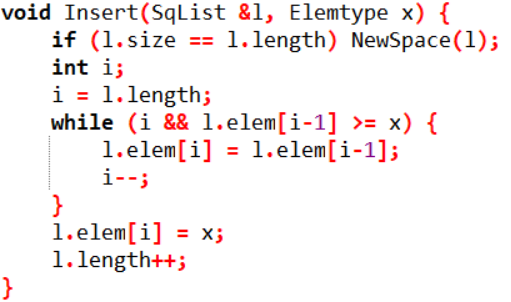 void Insert(SqList &l, Elemtype x) {
    if (l.size == l.length) NewSpace(l);
    int i;
    i = l.length;
    while (i && l.elem[i-1] >= x) {
        l.elem[i] = l.elem[i-1];
        i--;
    }
    l.elem[i] = x;
    l.length++;
}